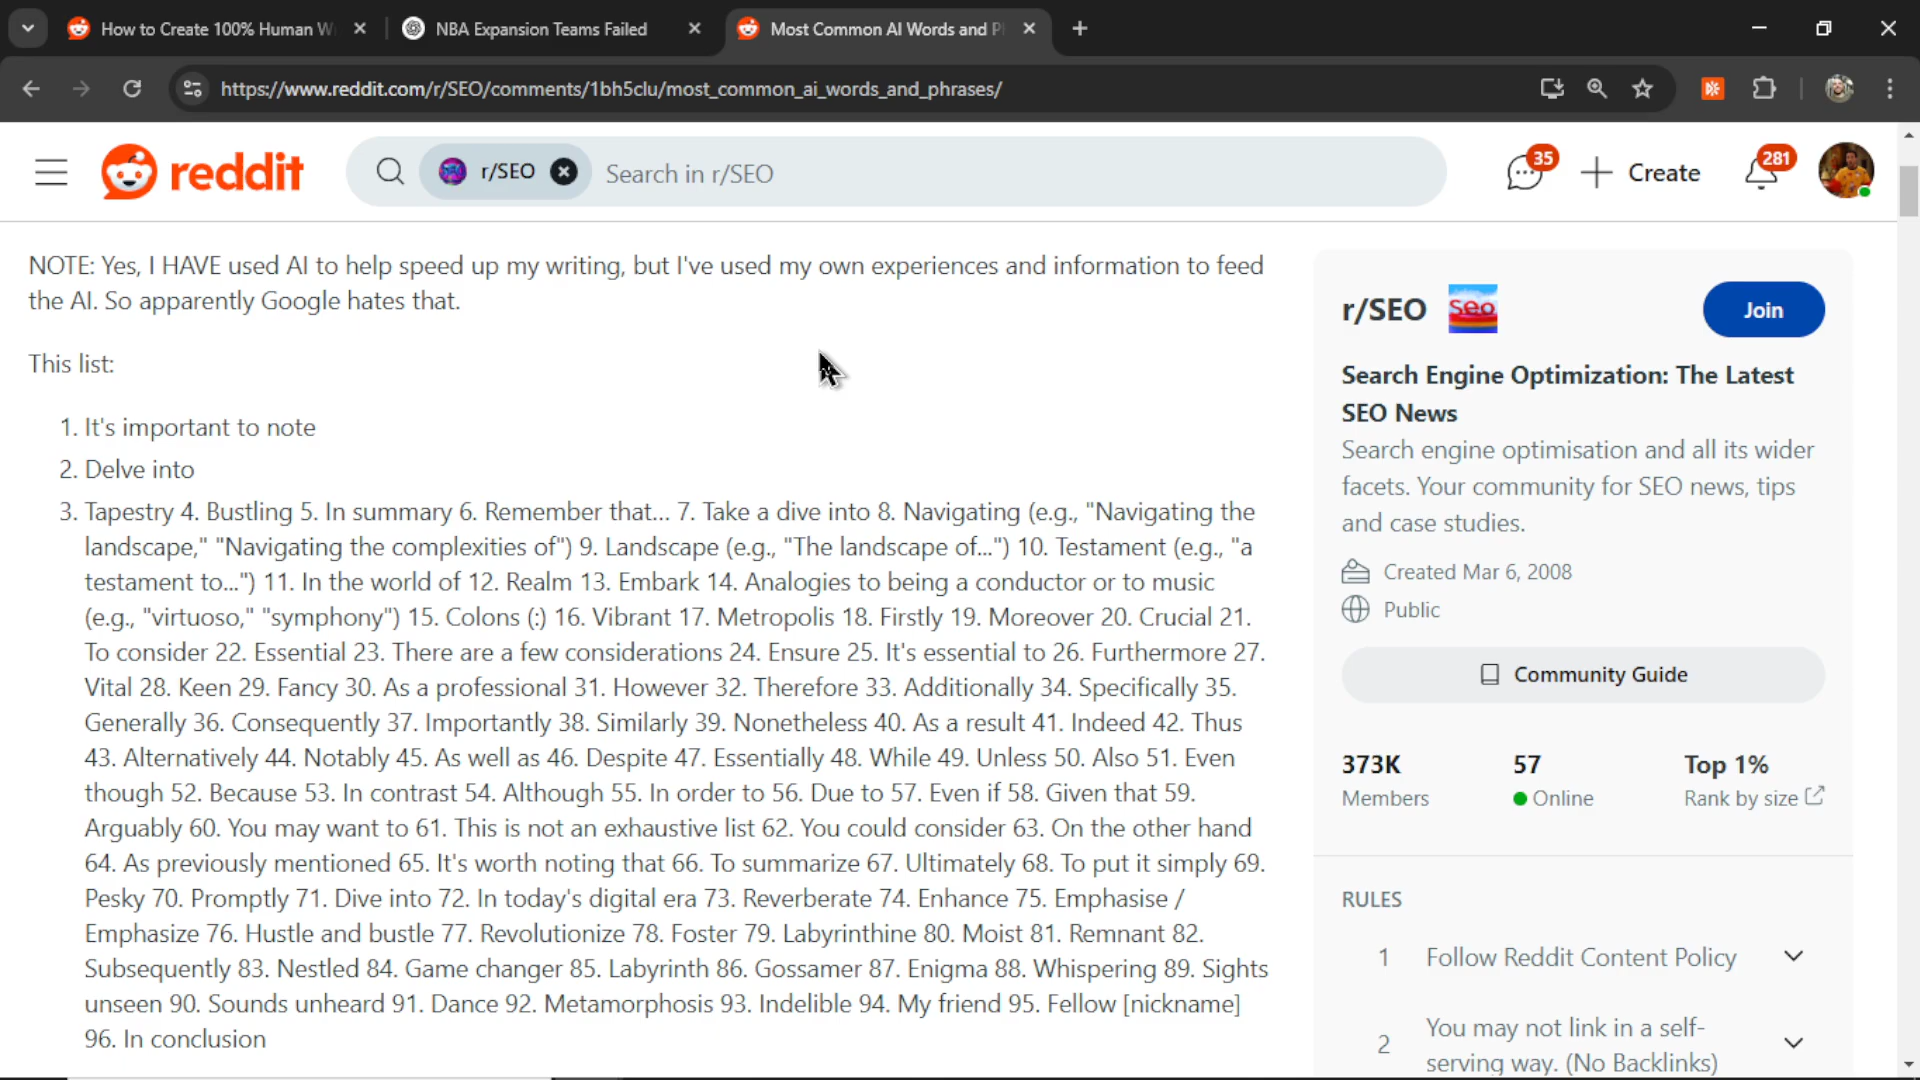 How to Create 100% Human W
NBA Expansion Teams Failed
Most Common AI Words and P
https://www.reddit.com/r/SEO/comments/1bh5clu/most_common_ai_words_and_phrases/
reddit
r/SEO
Search in r/SEO
35
Create
281
NOTE: Yes, I HAVE used AI to help speed up my writing, but I've used my own experiences and information to feed
the AI. So apparently Google hates that.
This list:
1. It's important to note
2. Delve into
3. Tapestry 4. Bustling 5. In summary 6. Remember that... 7. Take a dive into 8. Navigating (e.g., "Navigating the
landscape," "Navigating the complexities of") 9. Landscape (e.g., "The landscape of...") 10. Testament (e.g., "a
testament to...") 11. In the world of 12. Realm 13. Embark 14. Analogies to being a conductor or to music
(e.g., "virtuoso," "symphony") 15. Colons (:) 16. Vibrant 17. Metropolis 18. Firstly 19. Moreover 20. Crucial 21.
To consider 22. Essential 23. There are a few considerations 24. Ensure 25. It's essential to 26. Furthermore 27.
Vital 28. Keen 29. Fancy 30. As a professional 31. However 32. Therefore 33. Additionally 34. Specifically 35.
Generally 36. Consequently 37. Importantly 38. Similarly 39. Nonetheless 40. As a result 41. Indeed 42. Thus
43. Alternatively 44. Notably 45. As well as 46. Despite 47. Essentially 48. While 49. Unless 50. Also 51. Even
though 52. Because 53. In contrast 54. Although 55. In order to 56. Due to 57. Even if 58. Given that 59.
Arguably 60. You may want to 61. This is not an exhaustive list 62. You could consider 63. On the other hand
64. As previously mentioned 65. It's worth noting that 66. To summarize 67. Ultimately 68. To put it simply 69.
Pesky 70. Promptly 71. Dive into 72. In today's digital era 73. Reverberate 74. Enhance 75. Emphasise /
Emphasize 76. Hustle and bustle 77. Revolutionize 78. Foster 79. Labyrinthine 80. Moist 81. Remnant 82.
Subsequently 83. Nestled 84. Game changer 85. Labyrinth 86. Gossamer 87. Enigma 88. Whispering 89. Sights
unseen 90. Sounds unheard 91. Dance 92. Metamorphosis 93. Indelible 94. My friend 95. Fellow [nickname]
96. In conclusion
r/SEO
seo
Join
Search Engine Optimization: The Latest
SEO News
Search engine optimisation and all its wider
facets. Your community for SEO news, tips
and case studies.
Created Mar 6, 2008
Public
Community Guide
373K
57
Top 1%
Members
Online
Rank by size
RULES
1 Follow Reddit Content Policy
2 You may not link in a self-
serving way. (No Backlinks)